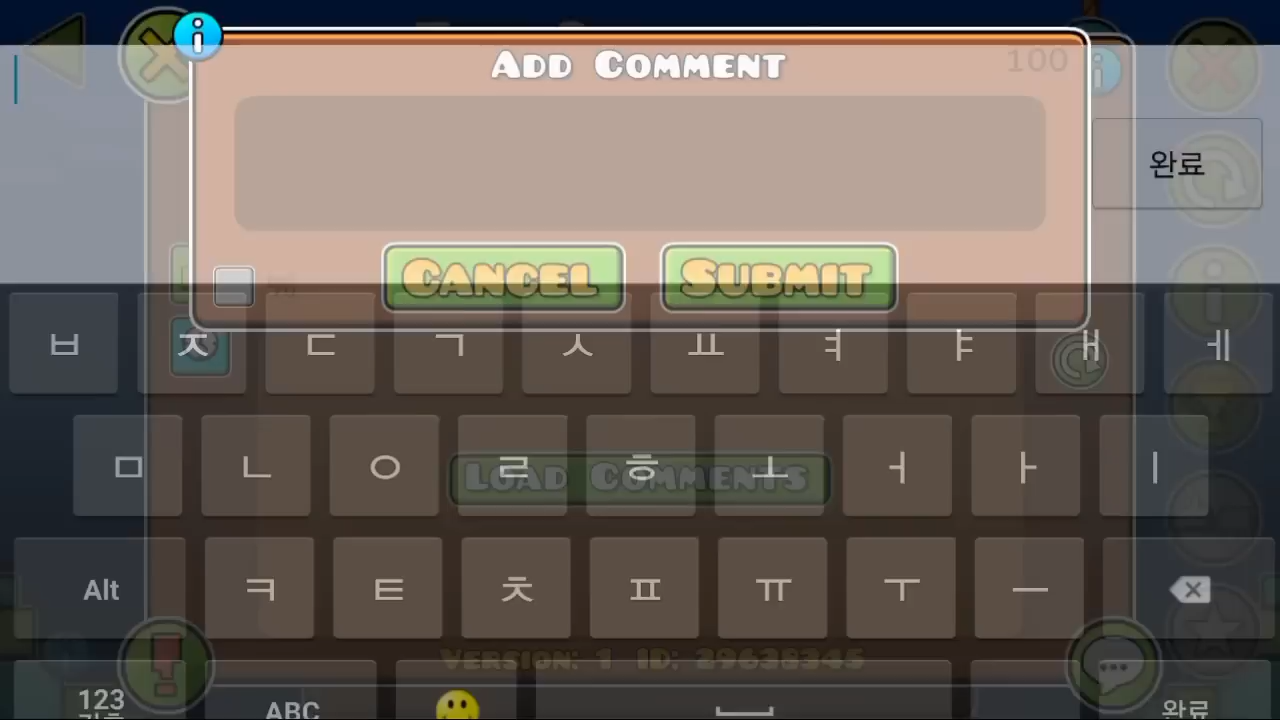 ADD COMMENT
100
완료
CANCEL SUBMIT
ㅂ ㅈ ㄷ ㄱ ㅅ ㅛ ㅕ ㅑ ㅐ ㅔ
ㅁ ㄴ ㅇ ㄹ ㅎ ㅗ ㅓ ㅏ ㅣ
LOAD COMMENTS
Alt ㅋ ㅌ ㅊ ㅍ ㅠ ㅜ ㅡ
VERSION: 1 ID: 29638345
123 ABC 완료